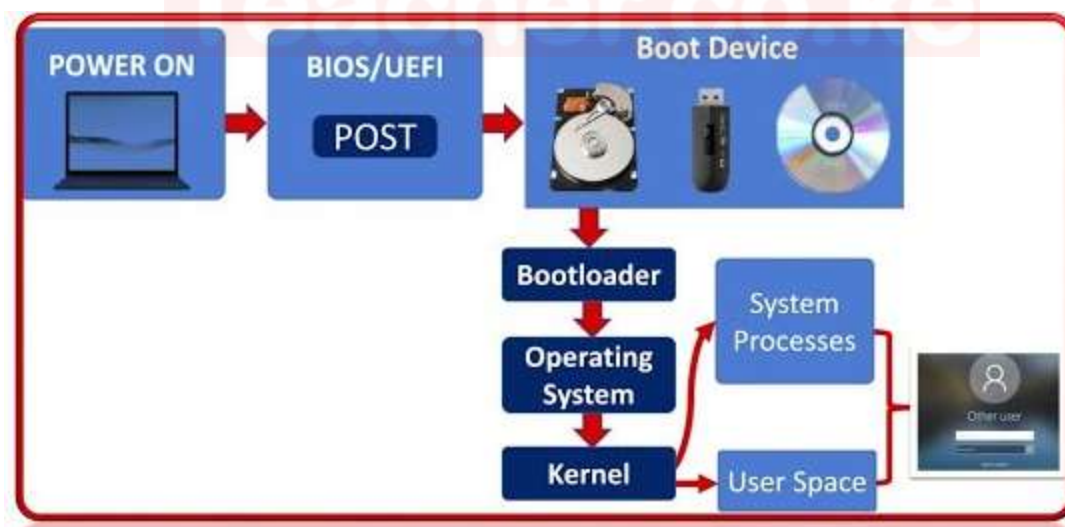 POWER ON
BIOS/UEFI
POST
Boot Device
Bootloader
Operating
System
Kernel
System
Processes
User Space
Other user